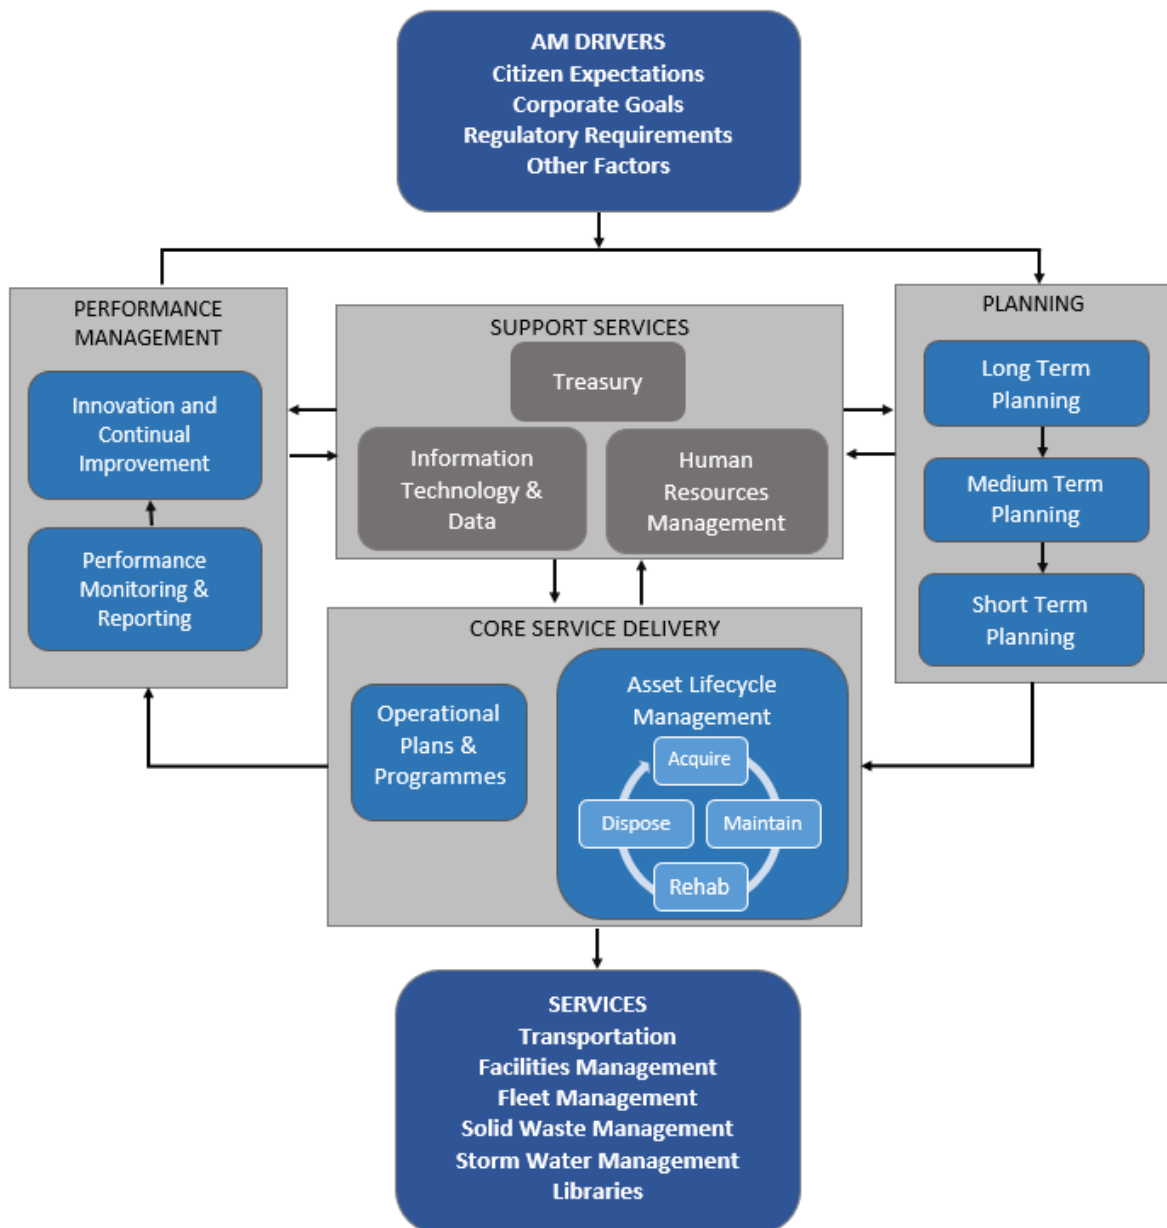 AM DRIVERS
Citizen Expectations
Corporate Goals
Regulatory Requirements
Other Factors
PERFORMANCE
MANAGEMENT
Innovation and
Continual
Improvement
Performance
Monitoring &
Reporting
SUPPORT SERVICES
Treasury
Information
Technology &
Data
Human
Resources
Management
PLANNING
Long Term
Planning
Medium Term
Planning
Short Term
Planning
CORE SERVICE DELIVERY
Operational
Plans &
Programmes
Asset Lifecycle
Management
Acquire
Dispose
Maintain
Rehab
SERVICES
Transportation
Facilities Management
Fleet Management
Solid Waste Management
Storm Water Management
Libraries